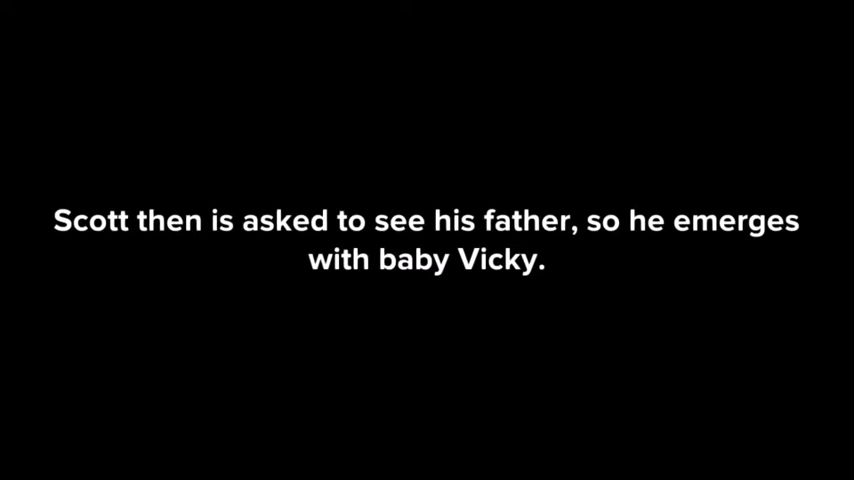 Scott then is asked to see his father, so he emerges
with baby Vicky.